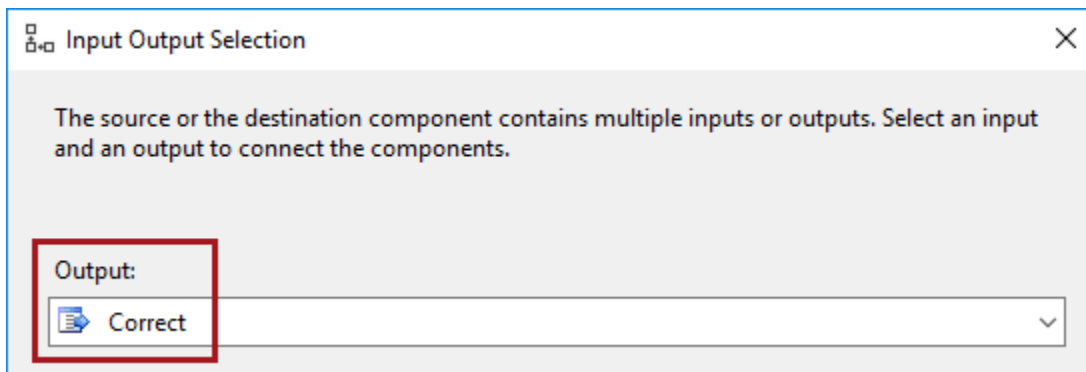 Input Output Selection
The source or the destination component contains multiple inputs or outputs. Select an input
and an output to connect the components.
Output:
Correct